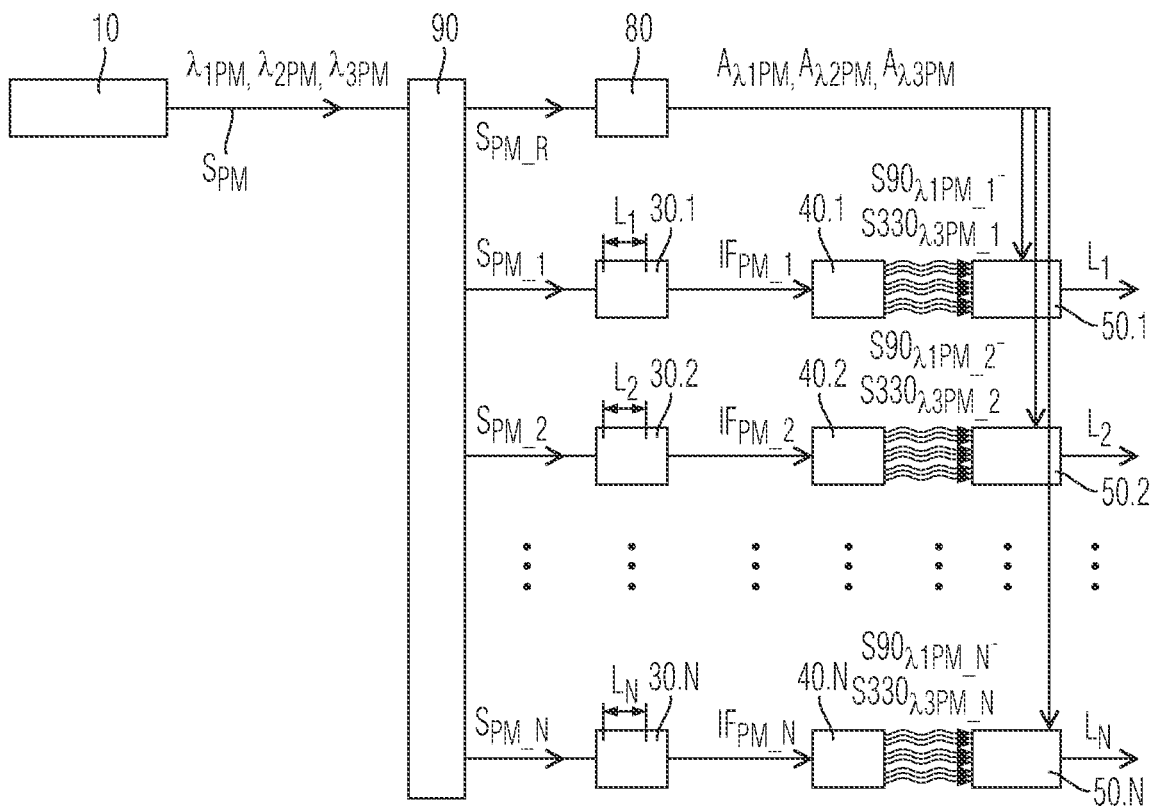 10
λ1PM, λ2PM, λ3PM
SPM
90
80
Aλ1PM, Aλ2PM, Aλ3PM
SPM_R
SPM_1
L1
30.1
IFPM_1
40.1
S90λ1PM_1-
S330λ3PM_1
L1
50.1
SPM_2
L2
30.2
IFPM_2
40.2
S90λ1PM_2-
S330λ3PM_2
L2
50.2
SPM_N
LN
30.N
IFPM_N
40.N
S90λ1PM_N-
S330λ3PM_N
LN
50.N